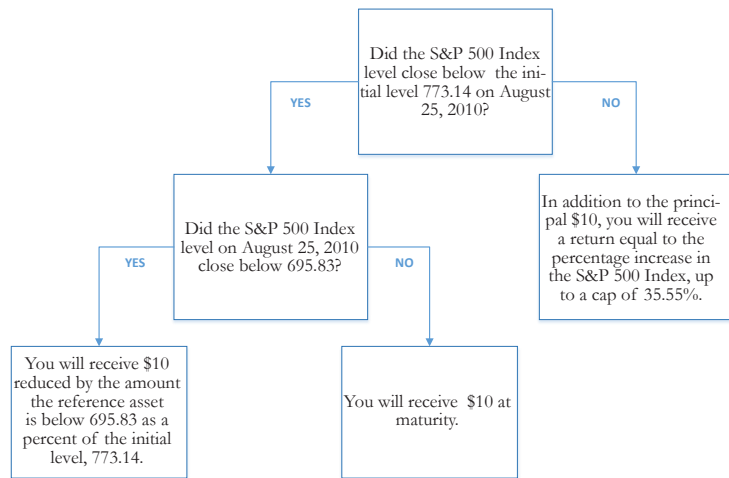 Did the S&P 500 Index
level close below the ini-
tial level 773.14 on August
25, 2010?
YES
NO
Did the S&P 500 Index
level on August 25, 2010
close below 695.83?
In addition to the princi-
pal $10, you will receive
a return equal to the
percentage increase in
the S&P 500 Index, up
to a cap of 35.55%.
YES
NO
You will receive $10
reduced by the amount
the reference asset
is below 695.83 as a
percent of the initial
level, 773.14.
You will receive $10 at
maturity.